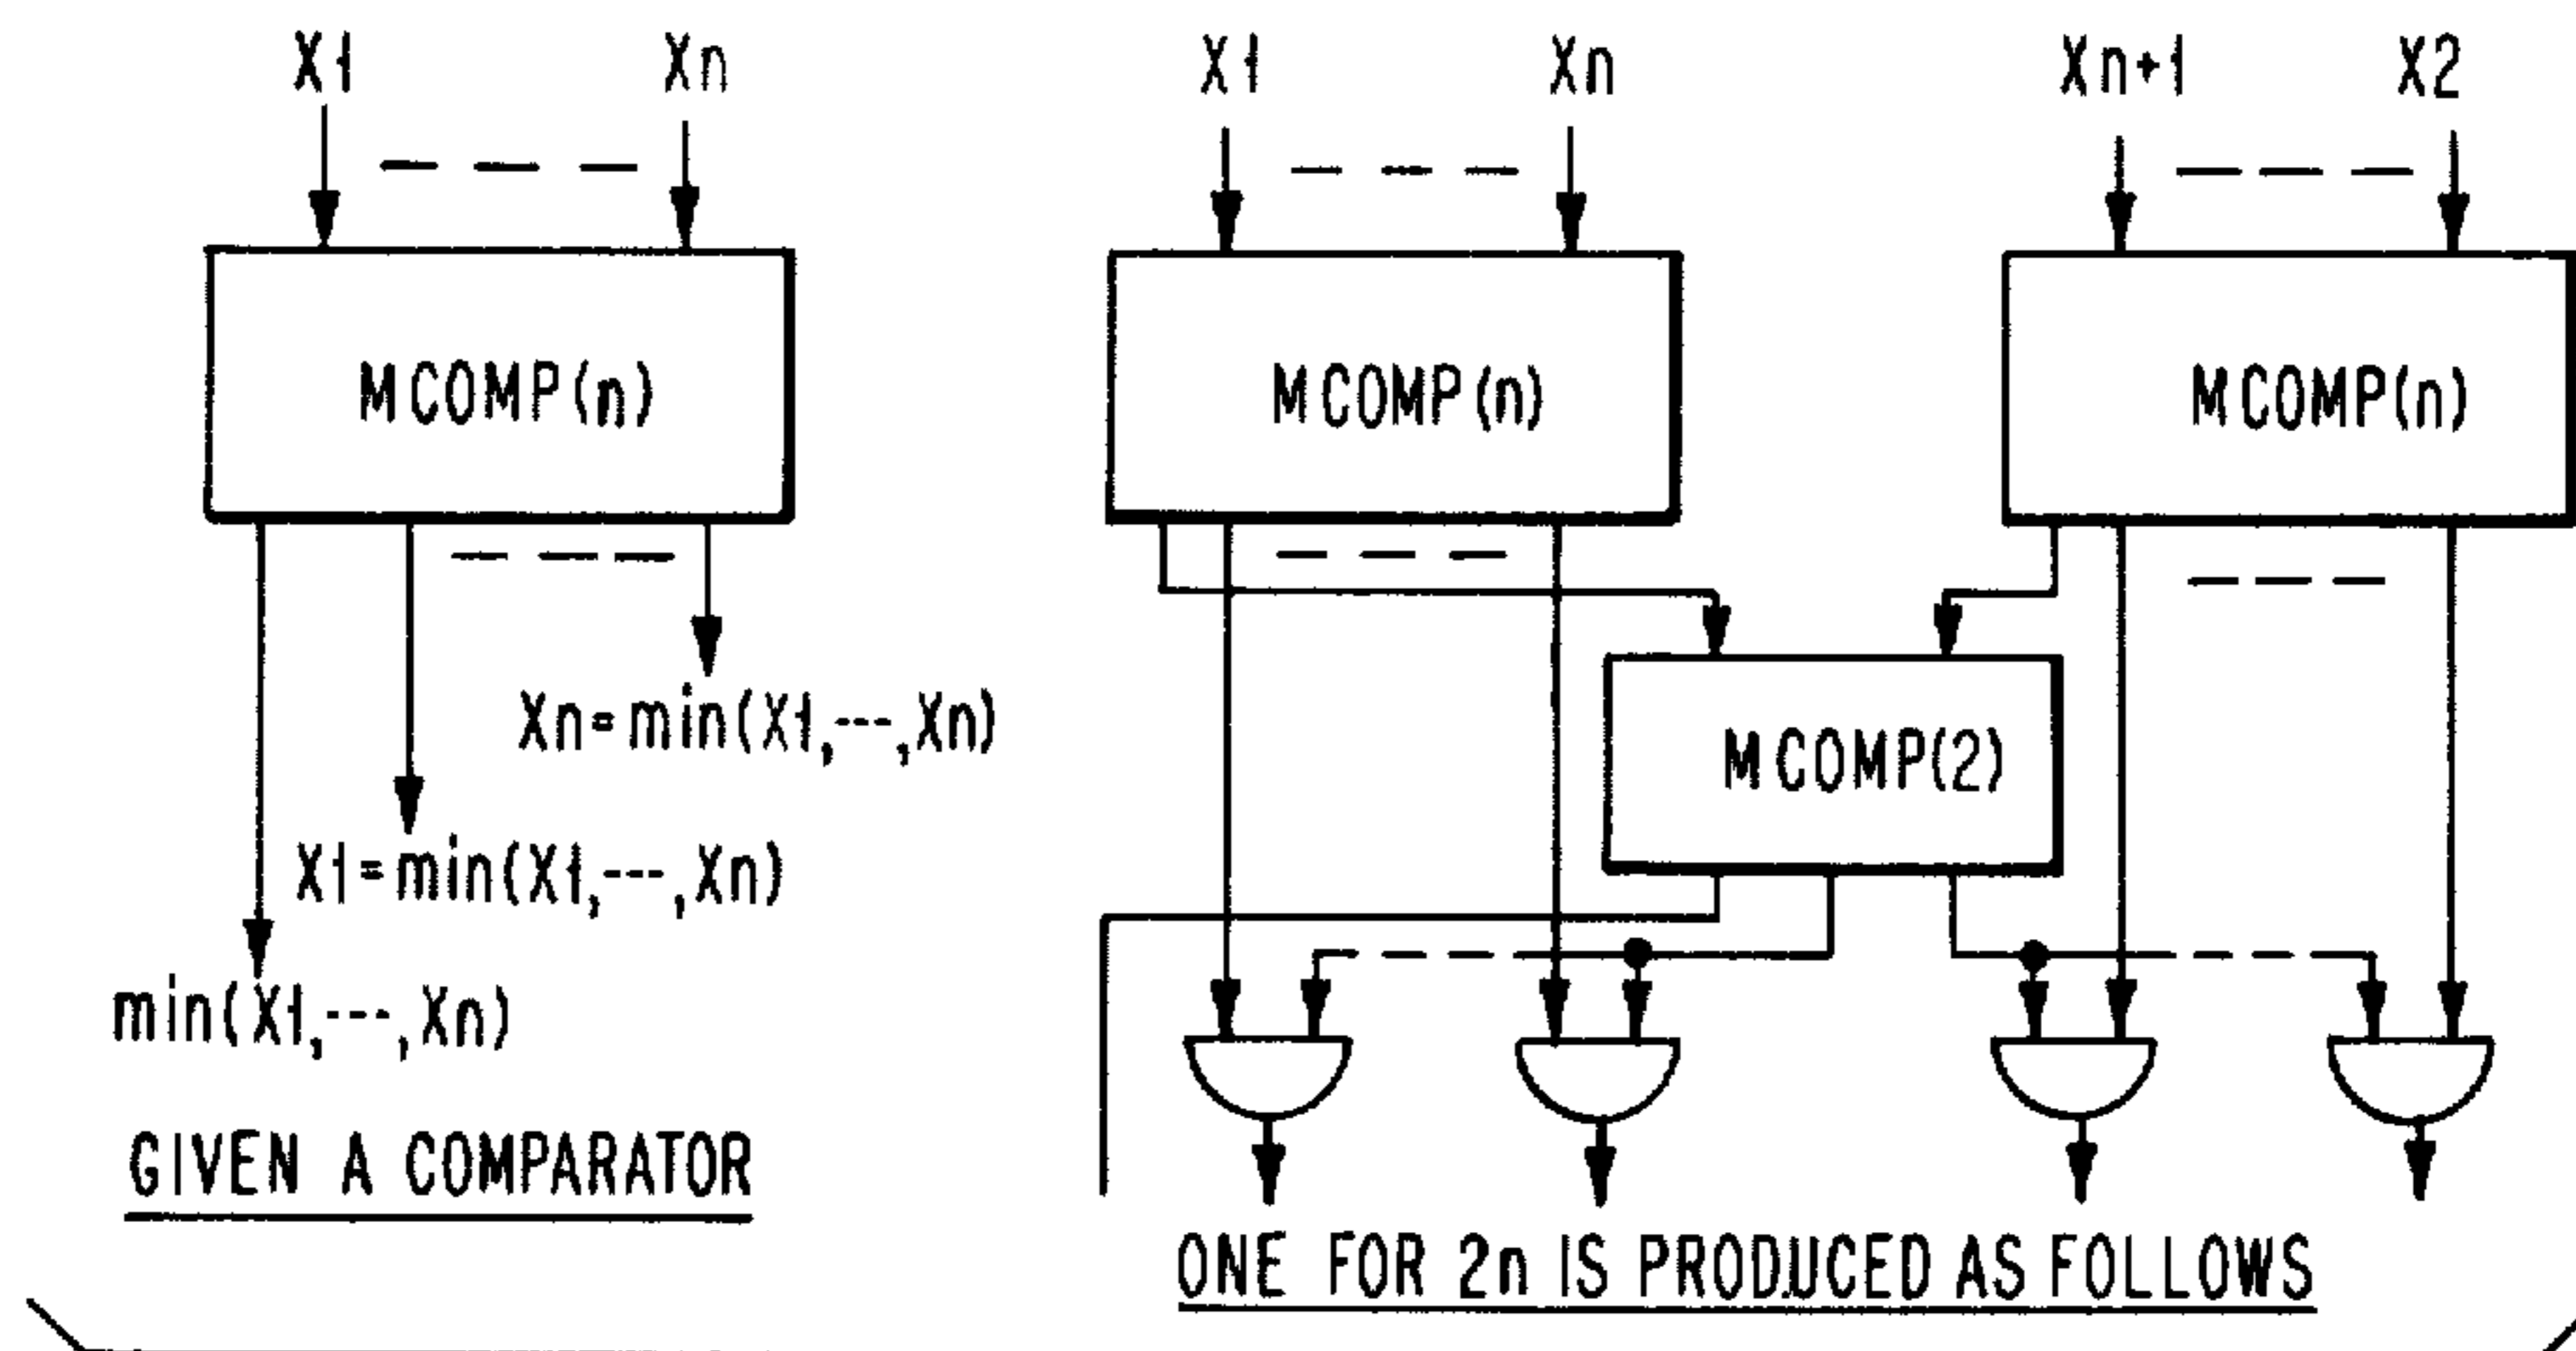 X1 Xn
MCOMP(n)
Xn=min(X1,---,Xn)
X1=min(X1,---,Xn)
min(X1,---,Xn)
GIVEN A COMPARATOR
X1 Xn Xn+1 X2
MCOMP(n) MCOMP(n)
MCOMP(2)
ONE FOR 2n IS PRODUCED AS FOLLOWS